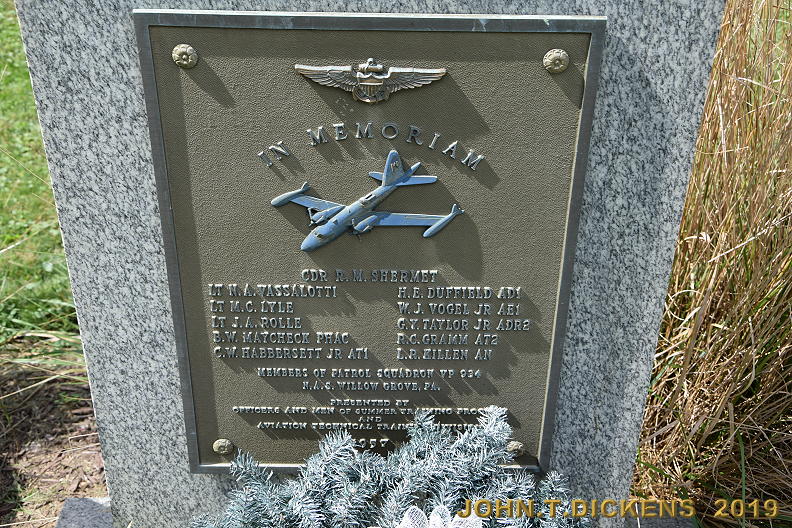 IN MEMORIAM
CDR R. M. SHERMET
LT N. A. VASSALOTTI
LT M. C. LYLE
LT J. A. ROLLE
E. W. MATCHECK PHAC
C. W. HABBERSETT JR AT1
H. E. DUFFIELD AD1
W. J. VOGEL JR AE1
G. Y. TAYLOR JR ADR2
R. C. GRAMM AT2
L. R. KILLEN AN
MEMBERS OF PATROL SQUADRON VP 934
N.A.S. WILLOW GROVE, PA.
PRESENTED BY
OFFICERS AND MEN OF SUMMER TRAINING
AND
AVIATION TECHNICAL
1957
JOHN.T.DICKENS 2019